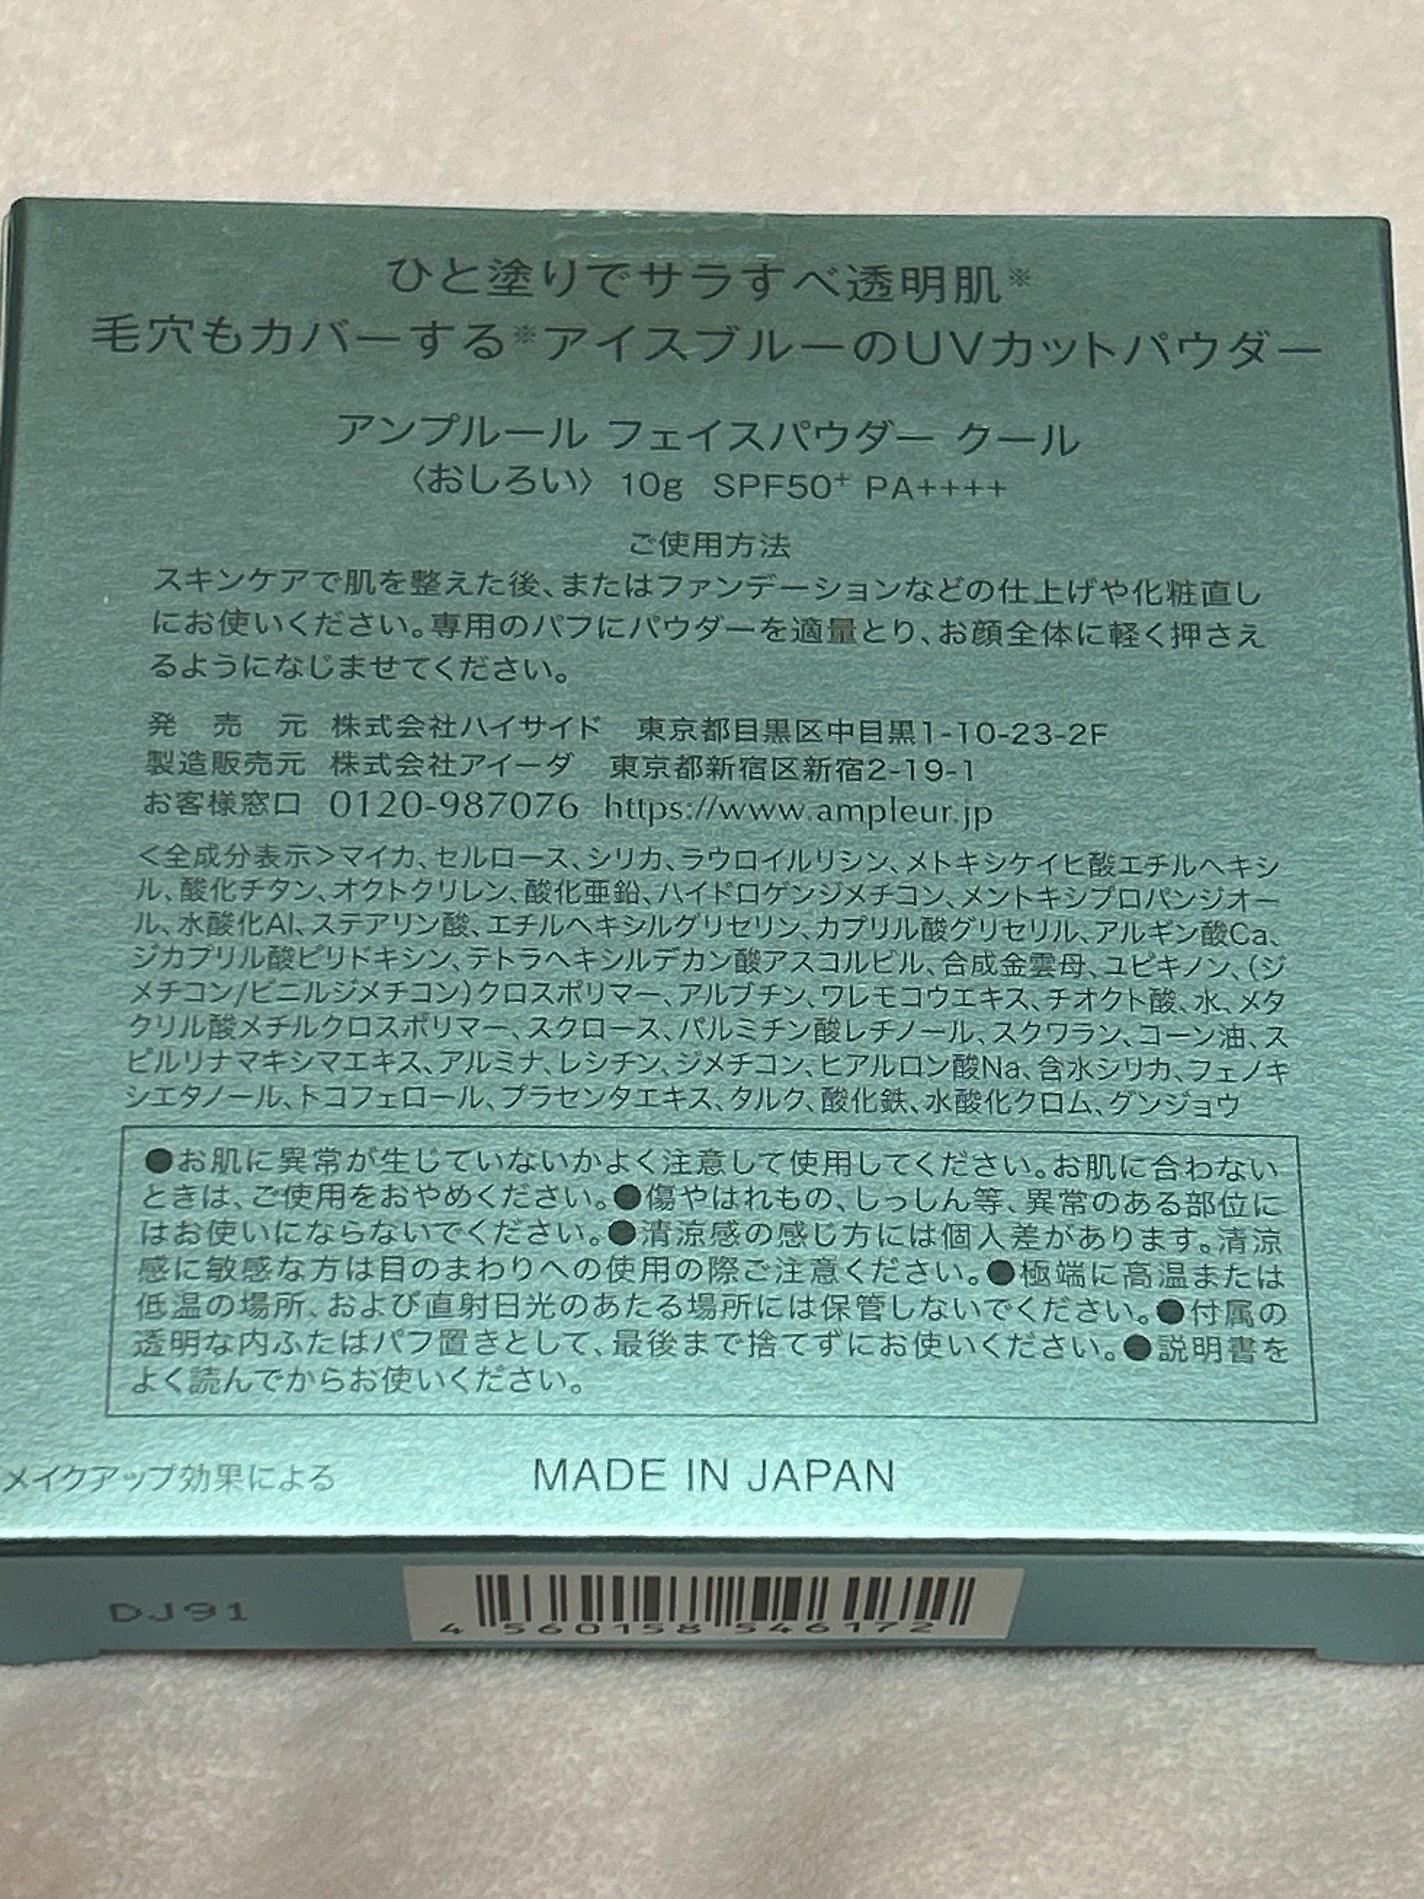 ひと塗りでサラすべ透明肌※
毛穴もカバーする※アイスブルーのUVカットパウダー
アンプルール フェイスパウダー クール
〈おしろい〉 10g SPF50⁺ PA++++
ご使用方法
スキンケアで肌を整えた後、またはファンデーションなどの仕上げや化粧直し
にお使いください。専用のパフにパウダーを適量とり、お顔全体に軽く押さえ
るようになじませてください。
発 売 元 株式会社ハイサイド 東京都目黒区中目黒1-10-23-2F
製造販売元 株式会社アイーダ 東京都新宿区新宿2-19-1
お客様窓口 0120-987076 https://www.ampleur.jp
＜全成分表示＞マイカ、セルロース、シリカ、ラウロイルリシン、メトキシケイヒ酸エチルヘキシ
ル、酸化チタン、オクトクリレン、酸化亜鉛、ハイドロゲンジメチコン、メントキシプロパンジオー
ル、水酸化Al、ステアリン酸、エチルヘキシルグリセリン、カプリル酸グリセリル、アルギン酸Ca、
ジカプリル酸ピリドキシン、テトラヘキシルデカン酸アスコルビル、合成金雲母、ユビキノン、（ジ
メチコン/ビニルジメチコン）クロスポリマー、アルブチン、ワレモコウエキス、チオクト酸、水、メタ
クリル酸メチルクロスポリマー、スクロース、パルミチン酸レチノール、スクワラン、コーン油、ス
ピルリナマキシマエキス、アルミナ、レシチン、ジメチコン、ヒアルロン酸Na、含水シリカ、フェノキ
シエタノール、トコフェロール、プラセンタエキス、タルク、酸化鉄、水酸化クロム、グンジョウ
●お肌に異常が生じていないかよく注意して使用してください。お肌に合わない
ときは、ご使用をおやめください。●傷やはれもの、しっしん等、異常のある部位に
はお使いにならないでください。●清涼感の感じ方には個人差があります。清涼
感に敏感な方は目のまわりへの使用の際ご注意ください。●極端に高温または
低温の場所、および直射日光のあたる場所には保管しないでください。●付属の
透明な内ふたはパフ置きとして、最後まで捨てずにお使いください。●説明書を
よく読んでからお使いください。
メイクアップ効果による MADE IN JAPAN
DJ91
4 560158 546172